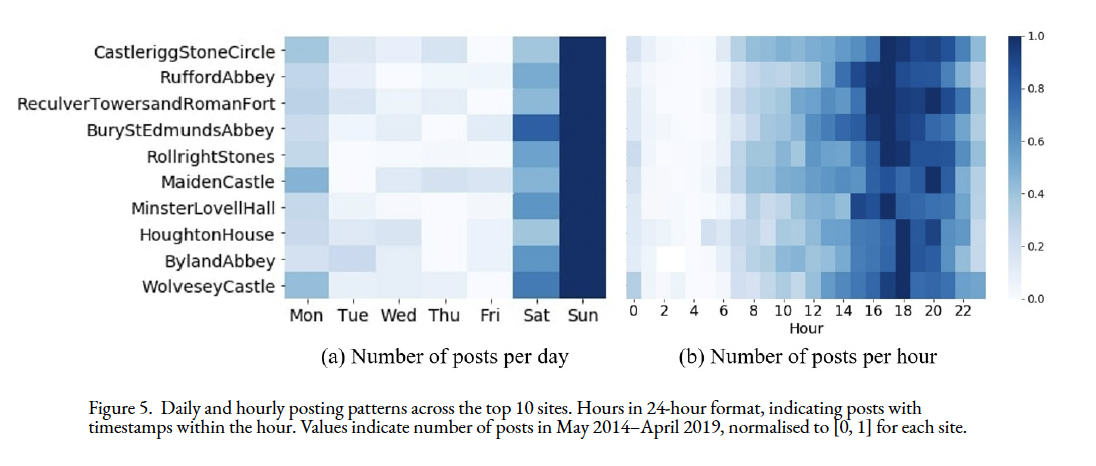 CastleriggStoneCircle
RuffordAbbey
ReculverTowersandRomanFort
BuryStEdmundsAbbey
RollrightStones
MaidenCastle
MinsterLovellHall
HoughtonHouse
BylandAbbey
WolveseyCastle
Mon Tue Wed Thu Fri Sat Sun
(a) Number of posts per day
0 2 4 6 8 10 12 14 16 18 20 22
Hour
(b) Number of posts per hour
1.0
0.8
0.6
0.4
0.2
0.0
Figure 5. Daily and hourly posting patterns across the top 10 sites. Hours in 24-hour format, indicating posts with
timestamps within the hour. Values indicate number of posts in May 2014–April 2019, normalised to [0, 1] for each site.